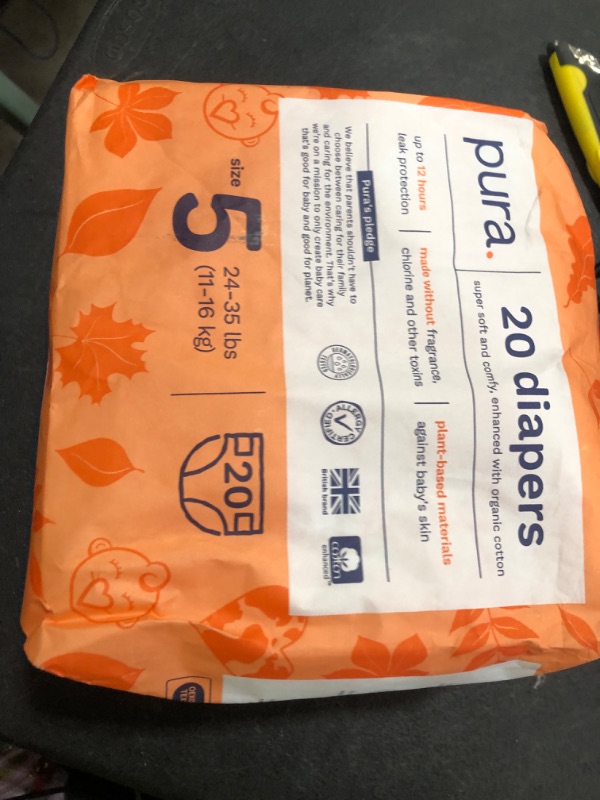 pura.
20 diapers
super soft and comfy, enhanced with organic cotton
up to 12 hours
leak protection
made without fragrance,
chlorine and other toxins
plant-based materials
against baby's skin
Pura's pledge
We believe that parents shouldn't have to
choose between caring for their family
and caring for the environment. That's why
we're on a mission to only create baby care
that's good for baby and good for planet.
ALLERGY
CERTIFIED
British brand
cotton
enhanced
size
5
24-35 lbs
(11-16 kg)
20